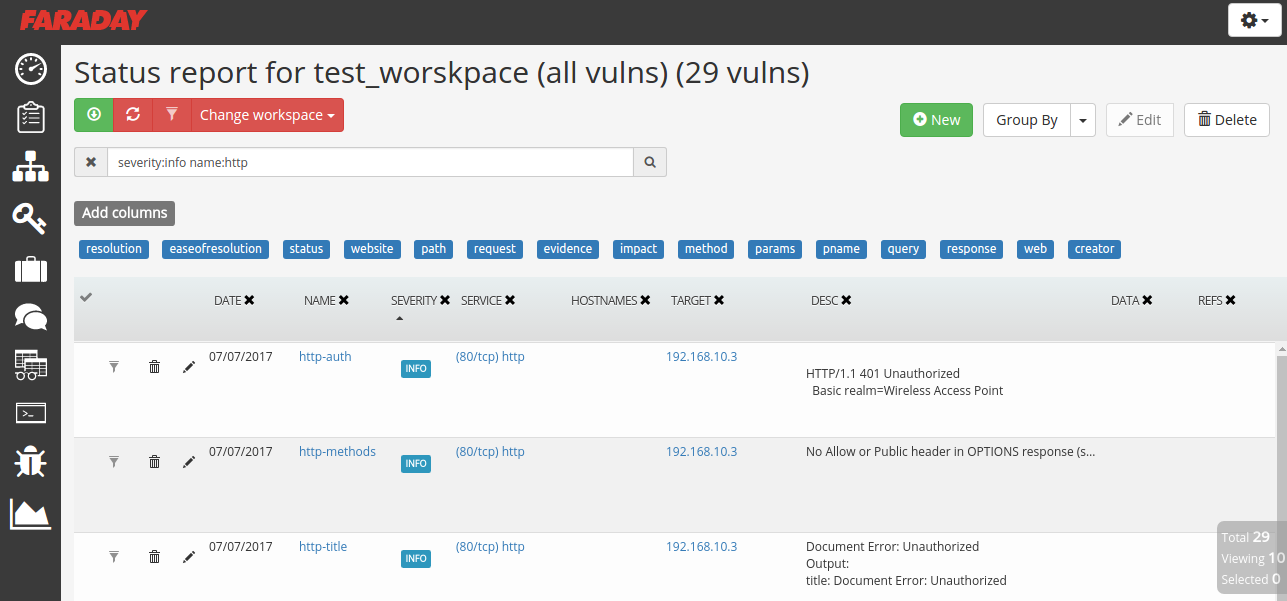 FARADAY
Status report for test_worskpace (all vulns) (29 vulns)
Change workspace
New
Group By
Edit
Delete
severity:info name:http
Add columns
resolution easeofresolution status website path request evidence impact method params pname query response web creator
DATE NAME SEVERITY SERVICE HOSTNAMES TARGET DESC DATA REFS
07/07/2017 http-auth INFO (80/tcp) http 192.168.10.3
HTTP/1.1 401 Unauthorized
Basic realm=Wireless Access Point
07/07/2017 http-methods INFO (80/tcp) http 192.168.10.3 No Allow or Public header in OPTIONS response (s...
07/07/2017 http-title INFO (80/tcp) http 192.168.10.3 Document Error: Unauthorized
Output:
title: Document Error: Unauthorized
Total 29
Viewing 10
Selected 0